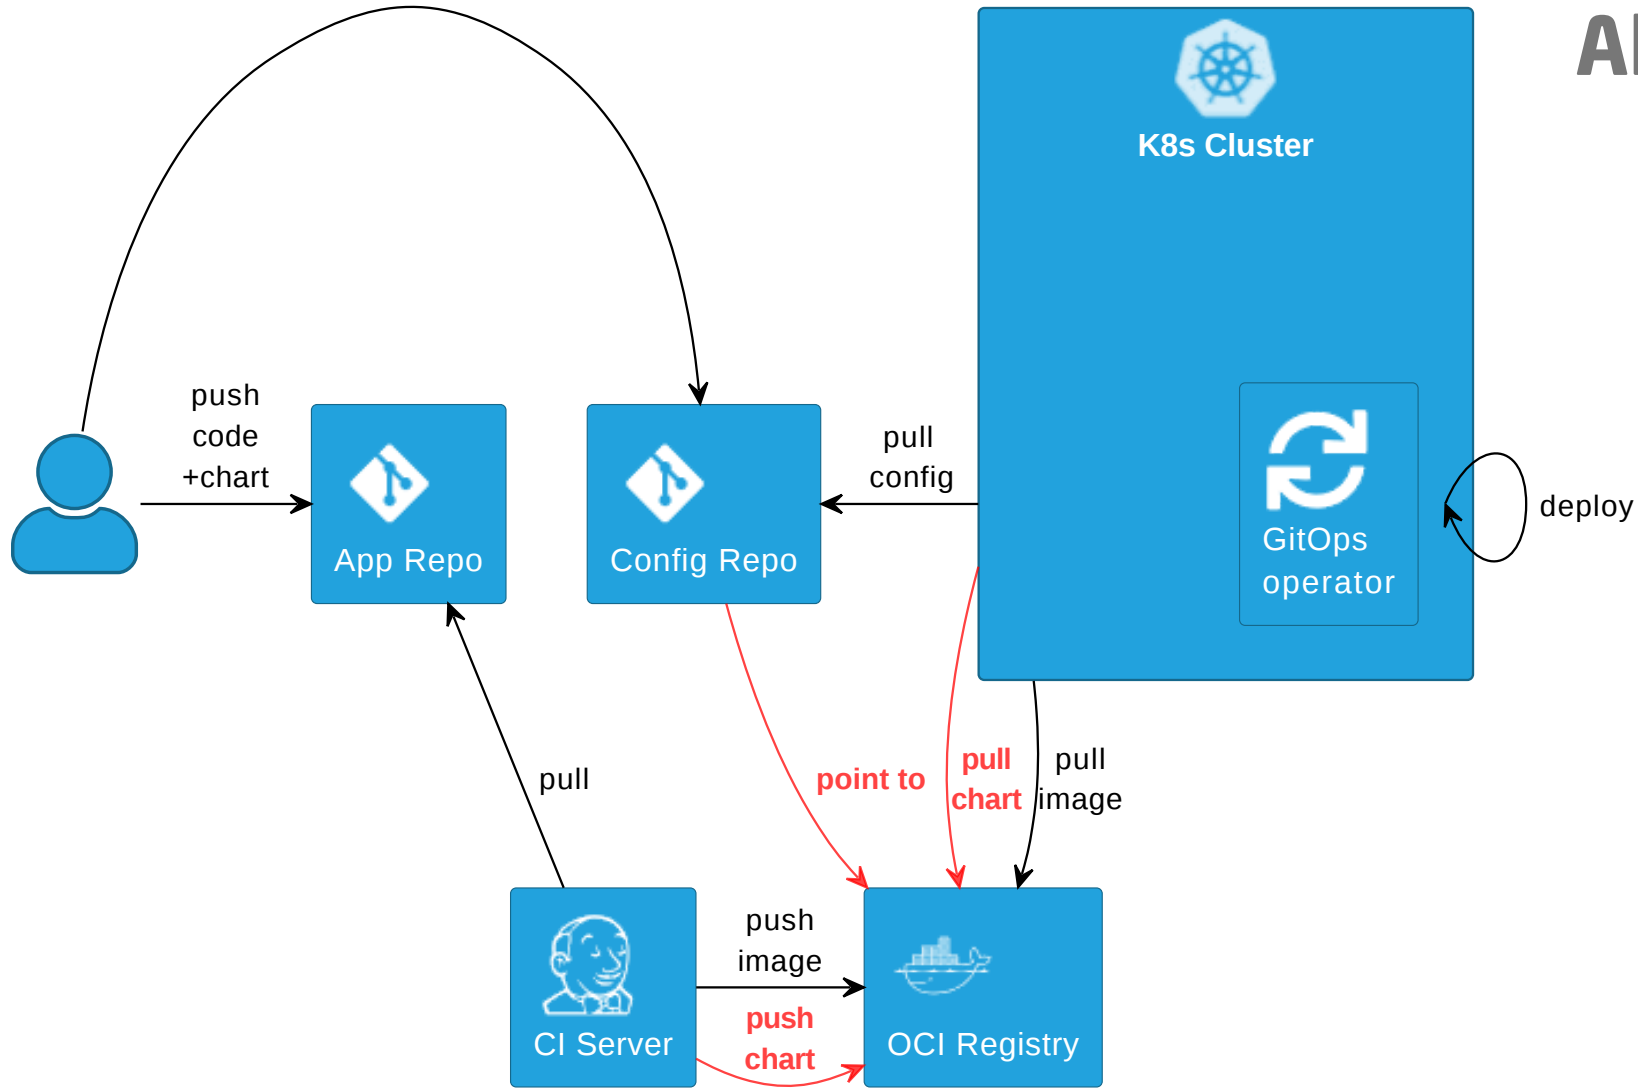 K8s Cluster
push
code
+chart
App Repo
Config Repo
pull
config
GitOps
operator
deploy
pull
point to
pull
chart
pull
image
push
image
push
chart
CI Server
OCI Registry